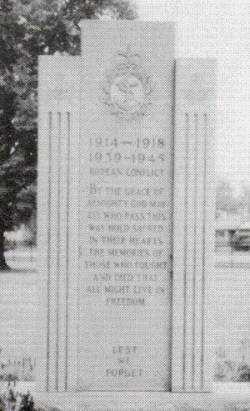 1914 — 1918
1939 - 1945
KOREAN CONFLICT
BY THE GRACE OF
ALMIGHTY GOD MAY
ALL WHO PASS THIS
WAY HOLD SACRED
IN THEIR HEARTS
THE MEMORIES OF
THOSE WHO FOUGHT
AND DIED THAT
ALL MIGHT LIVE IN
FREEDOM
LEST
WE
FORGET